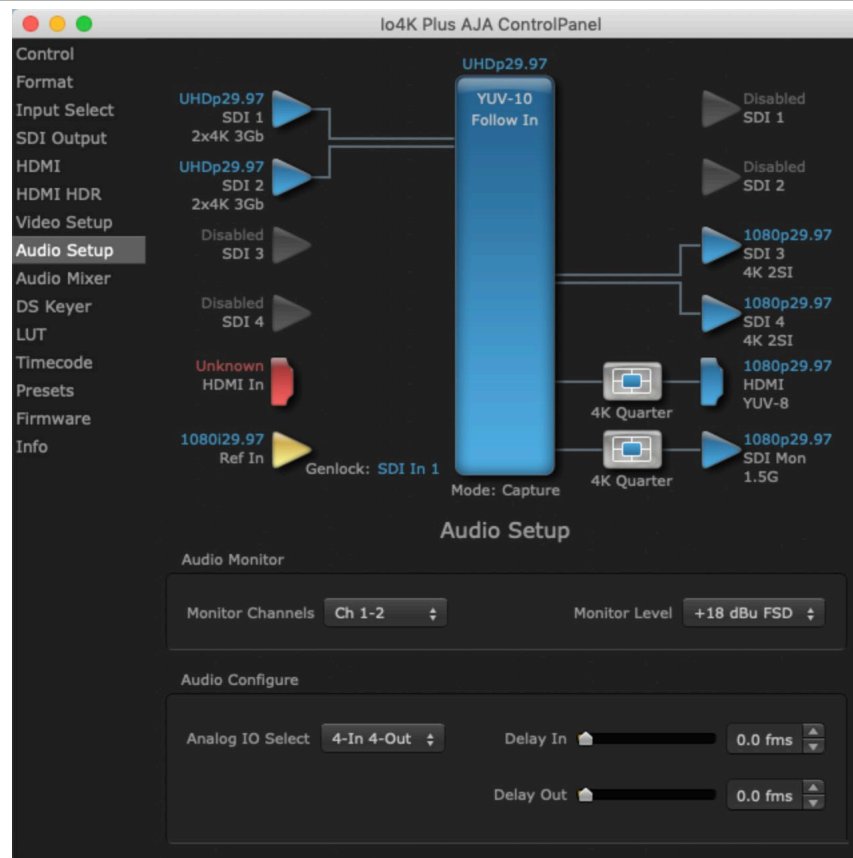 Io4K Plus AJA ControlPanel
Control
Format
Input Select
SDI Output
HDMI
HDMI HDR
Video Setup
Audio Setup
Audio Mixer
DS Keyer
LUT
Timecode
Presets
Firmware
Info
UHDp29.97
SDI 1
2x4K 3Gb
UHDp29.97
SDI 2
2x4K 3Gb
Disabled
SDI 3
Disabled
SDI 4
Unknown
HDMI In
1080i29.97
Ref In
Genlock: SDI In 1
UHDp29.97
YUV-10
Follow In
Mode: Capture
Disabled
SDI 1
Disabled
SDI 2
1080p29.97
SDI 3
4K 2SI
1080p29.97
SDI 4
4K 2SI
4K Quarter
1080p29.97
HDMI
YUV-8
4K Quarter
1080p29.97
SDI Mon
1.5G
Audio Setup
Audio Monitor
Monitor Channels Ch 1-2
Monitor Level +18 dBu FSD
Audio Configure
Analog IO Select 4-In 4-Out
Delay In 0.0 fms
Delay Out 0.0 fms